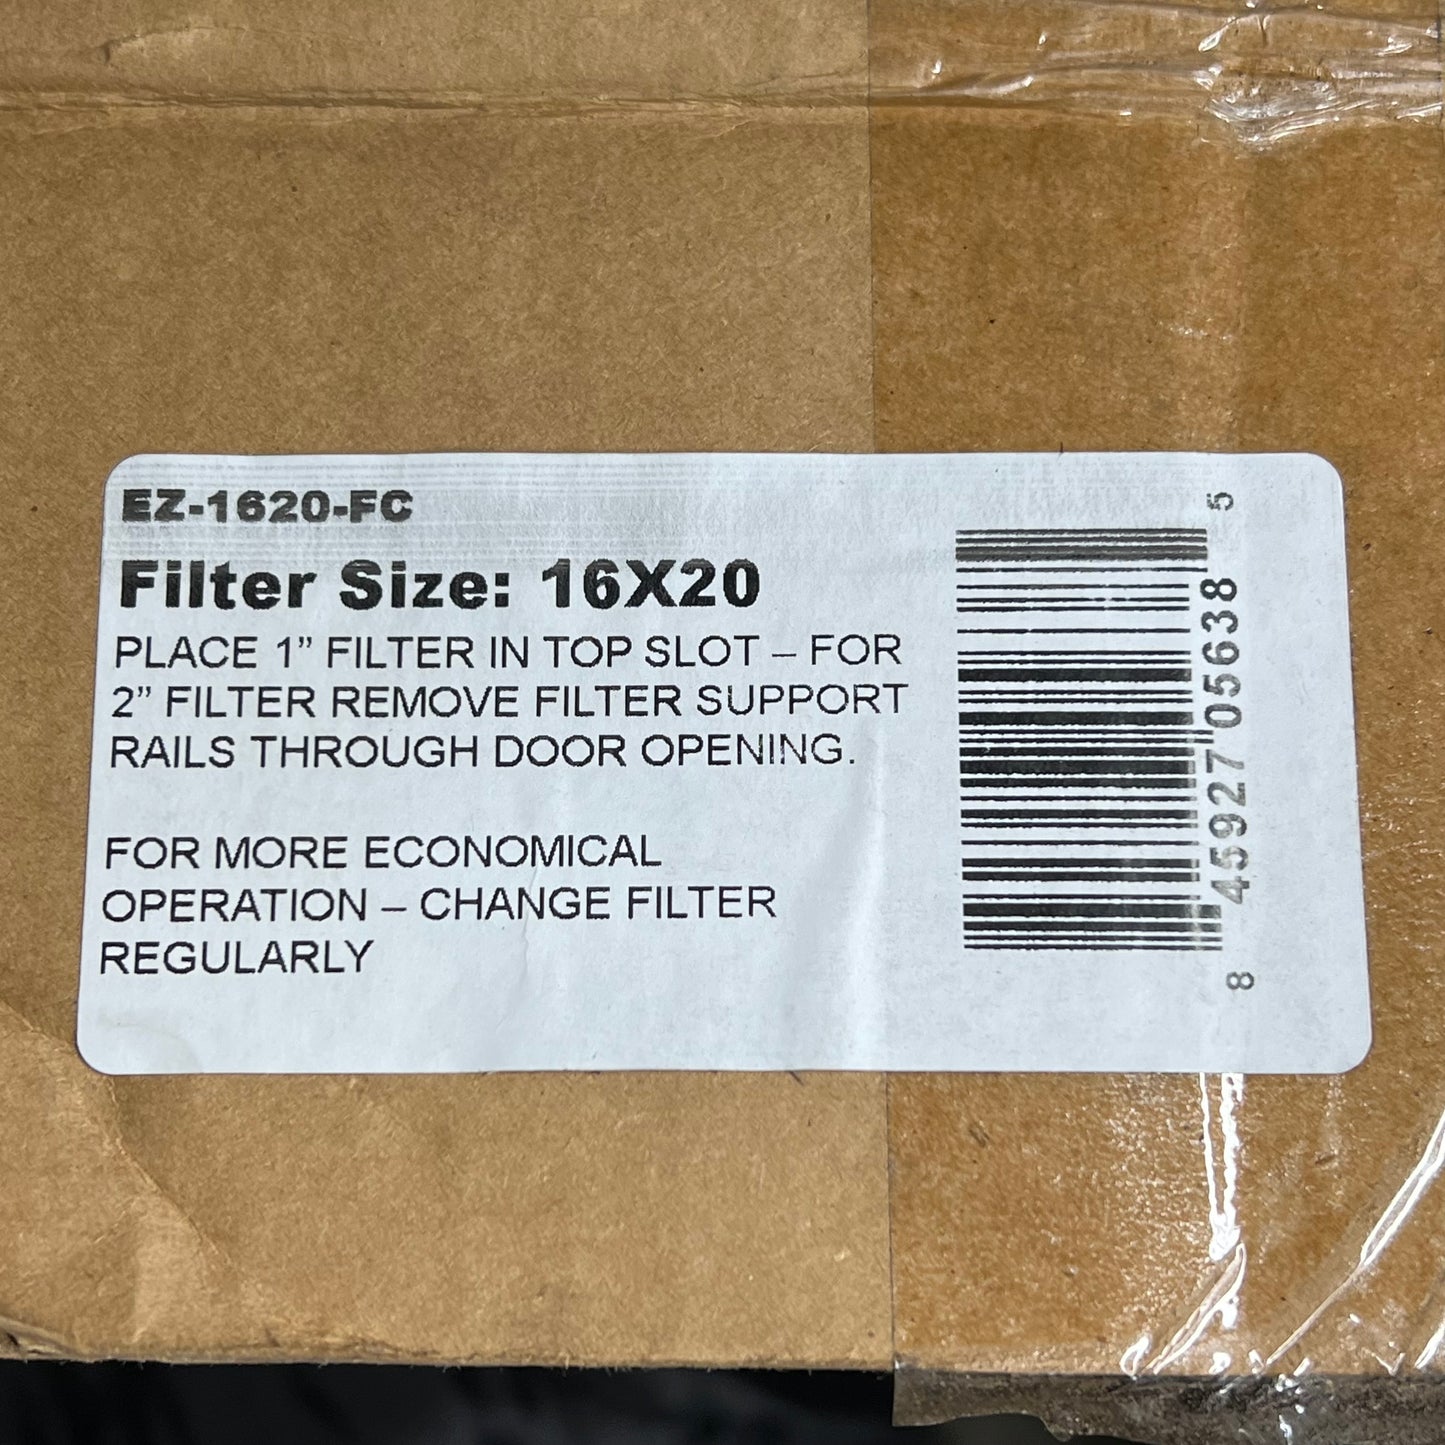 EZ-1620-FC
Filter Size: 16X20
PLACE 1” FILTER IN TOP SLOT – FOR
2” FILTER REMOVE FILTER SUPPORT
RAILS THROUGH DOOR OPENING.
FOR MORE ECONOMICAL
OPERATION – CHANGE FILTER
REGULARLY
8 45927 05638 5